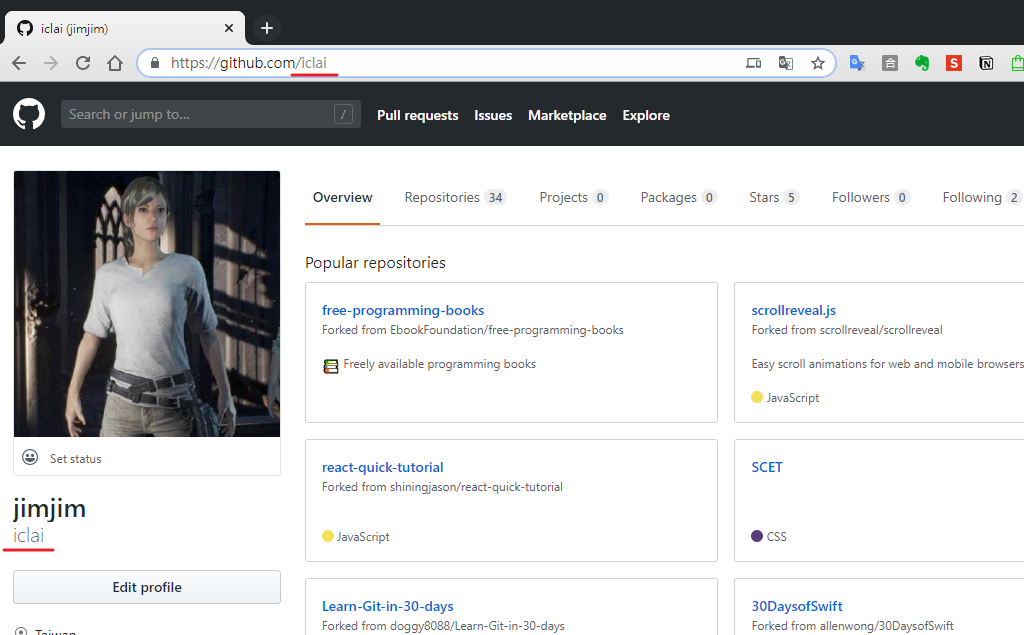 iclai (jimjim)
https://github.com/iclai
Search or jump to... /
Pull requests Issues Marketplace Explore
Overview Repositories 34 Projects 0 Packages 0 Stars 5 Followers 0 Following 2
Popular repositories
free-programming-books
Forked from EbookFoundation/free-programming-books
Freely available programming books
scrollreveal.js
Forked from scrollreveal/scrollreveal
Easy scroll animations for web and mobile browsers
JavaScript
Set status
jimjim
iclai
Edit profile
Taiwan
react-quick-tutorial
Forked from shiningjason/react-quick-tutorial
JavaScript
SCET
CSS
Learn-Git-in-30-days
Forked from doggy8088/Learn-Git-in-30-days
30DaysofSwift
Forked from allenwong/30DaysofSwift